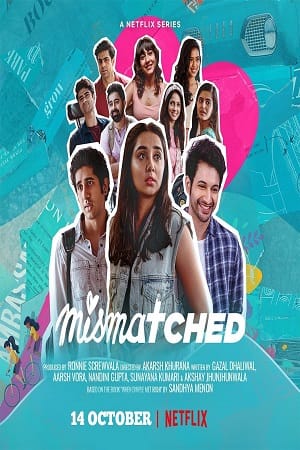 A NETFLIX SERIES
mismatcHED
PRODUCED BY RONNIE SCREWVALA DIRECTED BY AKARSH KHURANA WRITTEN BY GAZAL DHALIWAL,
AARSH VORA, NANDINI GUPTA, SUNAYANA KUMARI & AKSHAY JHUNJHUNWALA
BASED ON THE BOOK "WHEN DIMPLE MET RISHI" BY SANDHYA MENON
14 OCTOBER | NETFLIX